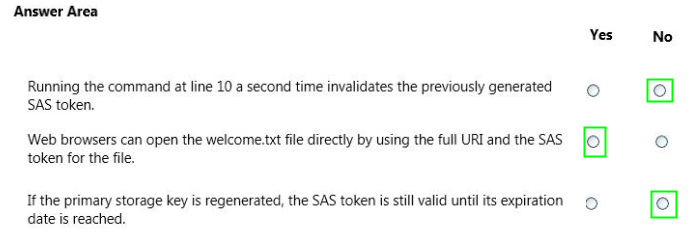 Answer Area
Yes No
Running the command at line 10 a second time invalidates the previously generated
SAS token.
Web browsers can open the welcome.txt file directly by using the full URI and the SAS
token for the file.
If the primary storage key is regenerated, the SAS token is still valid until its expiration
date is reached.